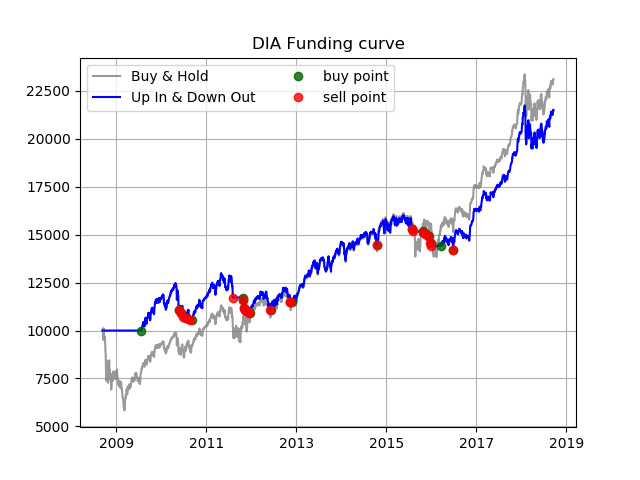 DIA Funding curve
Buy & Hold
Up In & Down Out
buy point
sell point
22500
20000
17500
15000
12500
10000
7500
5000
2009 2011 2013 2015 2017 2019